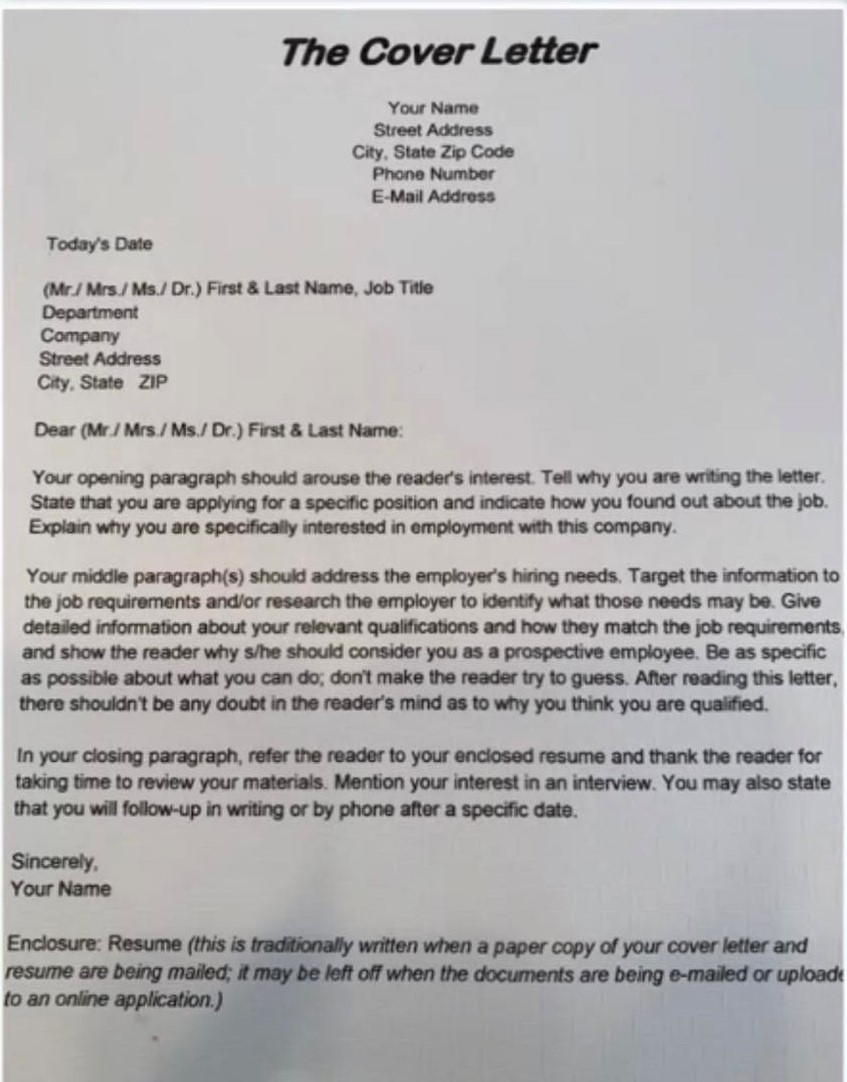 The Cover Letter
Your Name
Street Address
City, State Zip Code
Phone Number
E-Mail Address
Today's Date
(Mr./ Mrs./ Ms./ Dr.) First & Last Name, Job Title
Department
Company
Street Address
City, State ZIP
Dear (Mr./ Mrs./ Ms./ Dr.) First & Last Name:
Your opening paragraph should arouse the reader's interest. Tell why you are writing the letter.
State that you are applying for a specific position and indicate how you found out about the job.
Explain why you are specifically interested in employment with this company.
Your middle paragraph(s) should address the employer's hiring needs. Target the information to
the job requirements and/or research the employer to identify what those needs may be. Give
detailed information about your relevant qualifications and how they match the job requirements,
and show the reader why s/he should consider you as a prospective employee. Be as specific
as possible about what you can do; don't make the reader try to guess. After reading this letter,
there shouldn't be any doubt in the reader's mind as to why you think you are qualified.
In your closing paragraph, refer the reader to your enclosed resume and thank the reader for
taking time to review your materials. Mention your interest in an interview. You may also state
that you will follow-up in writing or by phone after a specific date.
Sincerely,
Your Name
Enclosure: Resume (this is traditionally written when a paper copy of your cover letter and
resume are being mailed; it may be left off when the documents are being e-mailed or uploade
to an online application.)